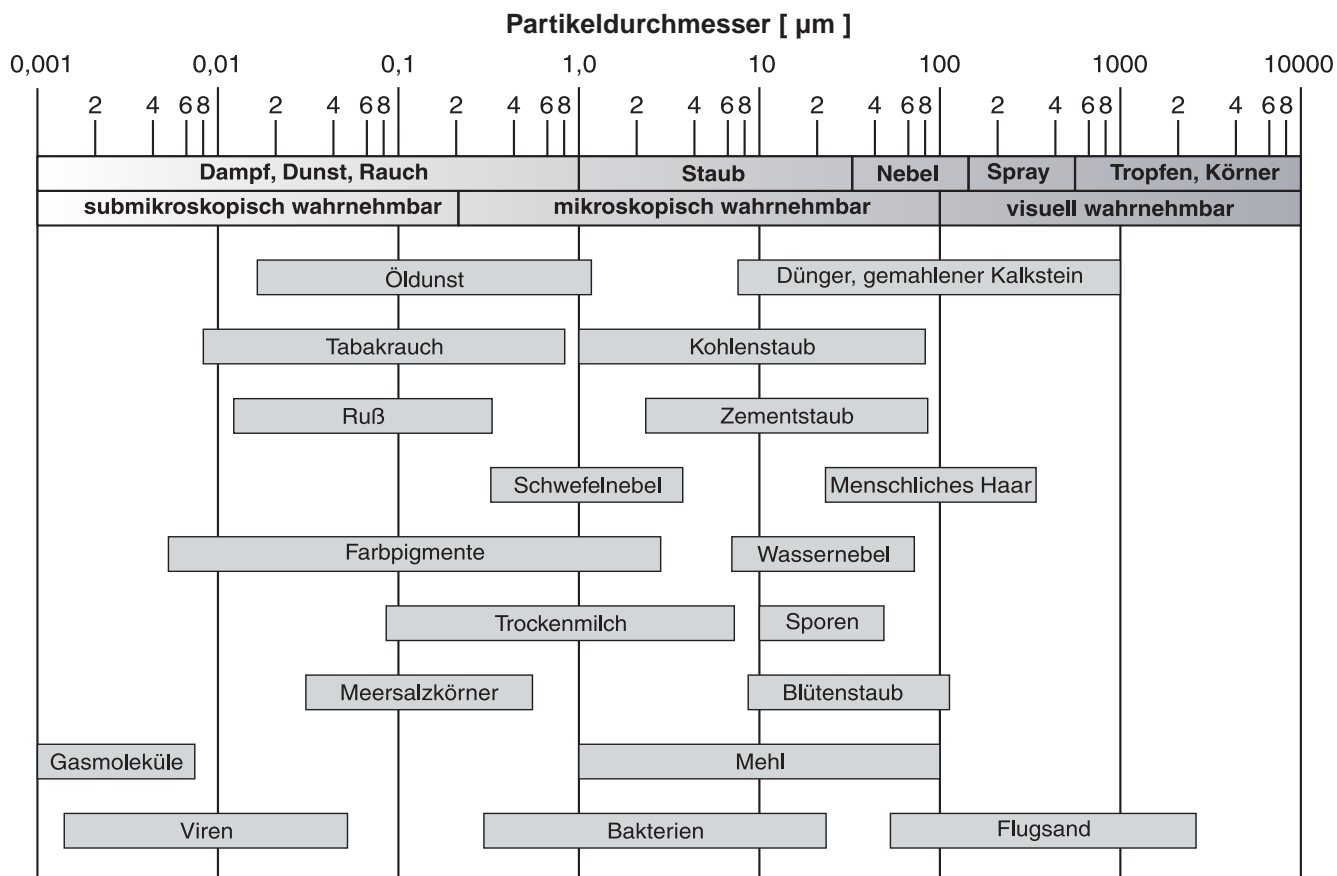 Partikeldurchmesser [ µm ]
0,001 0,01 0,1 1,0 10 100 1000 10000
2 4 6 8 2 4 6 8 2 4 6 8 2 4 6 8 2 4 6 8 2 4 6 8 2 4 6 8
Dampf, Dunst, Rauch Staub Nebel Spray Tropfen, Körner
submikroskopisch wahrnehmbar mikroskopisch wahrnehmbar visuell wahrnehmbar
Öldunst Dünger, gemahlener Kalkstein
Tabakrauch Kohlenstaub
Ruß Zementstaub
Schwefelnebel Menschliches Haar
Farbpigmente Wassernebel
Trockenmilch Sporen
Meersalzkörner Blütenstaub
Gasmoleküle Mehl
Viren Bakterien Flugsand